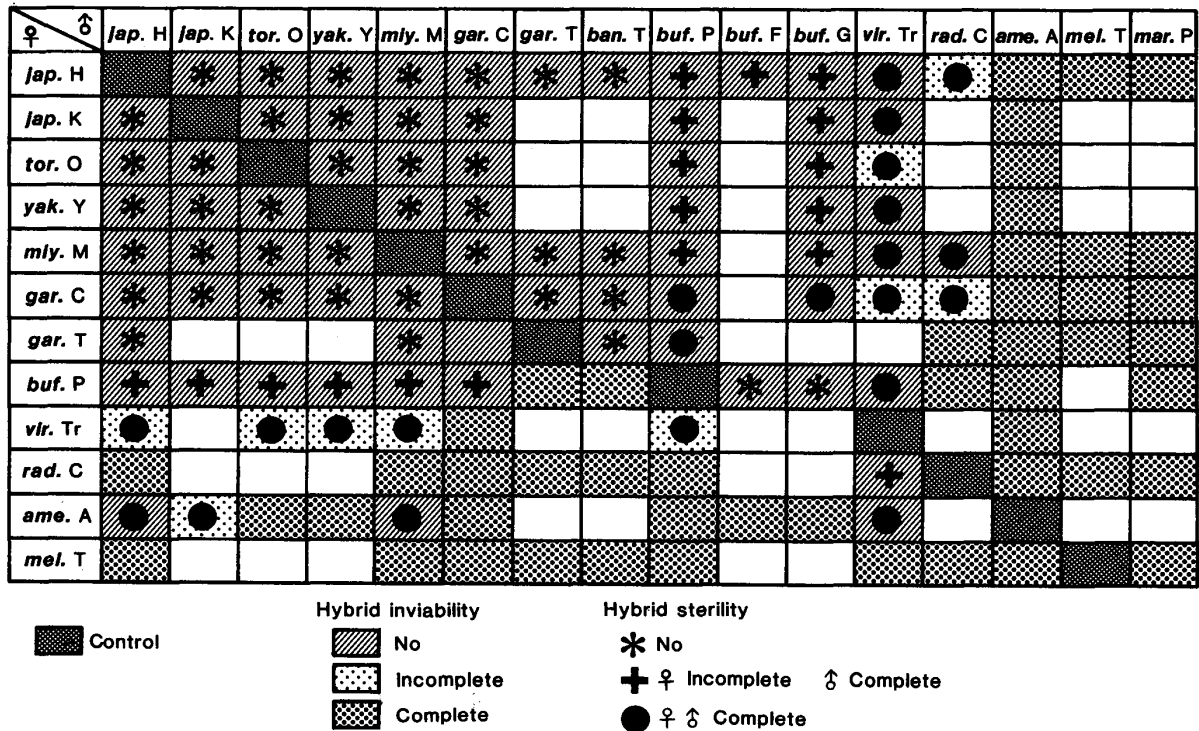 ♀ ♂ jap. H jap. K tor. O yak. Y miy. M gar. C gar. T ban. T buf. P buf. F buf. G vir. Tr rad. C ame. A mel. T mar. P
jap. H
jap. K
tor. O
yak. Y
miy. M
gar. C
gar. T
buf. P
vir. Tr
rad. C
ame. A
mel. T
Hybrid inviability Hybrid sterility
Control No No
Incomplete ♀ Incomplete ♂ Complete
Complete ♀ ♂ Complete